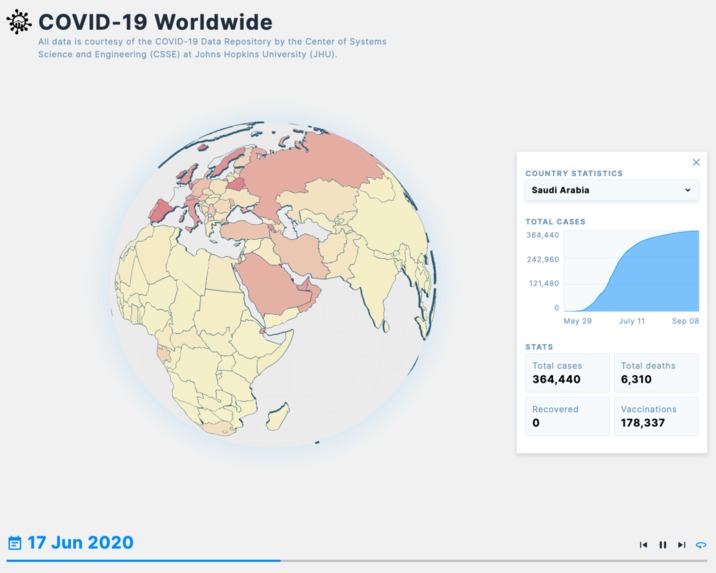 COVID-19 Worldwide
All data is courtesy of the COVID-19 Data Repository by the Center of Systems
Science and Engineering (CSSE) at Johns Hopkins University (JHU).
COUNTRY STATISTICS
Saudi Arabia
TOTAL CASES
364,440
242,960
121,480
0
May 29 July 11 Sep 08
STATS
Total cases Total deaths
364,440 6,310
Recovered Vaccinations
0 178,337
17 Jun 2020